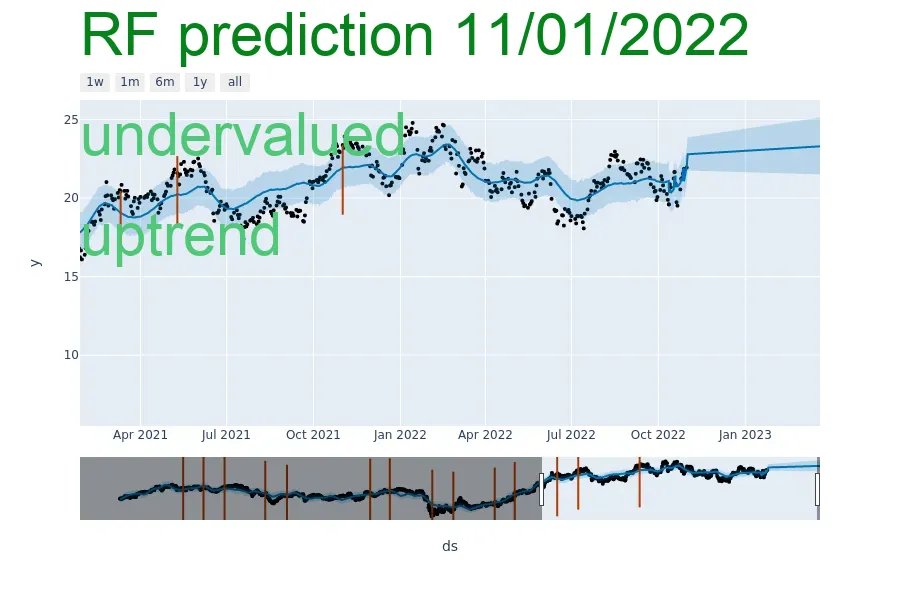 RF prediction 11/01/2022
1w 1m 6m 1y all
undervalued
uptrend
25
20
15
10
y
Apr 2021 Jul 2021 Oct 2021 Jan 2022 Apr 2022 Jul 2022 Oct 2022 Jan 2023
ds